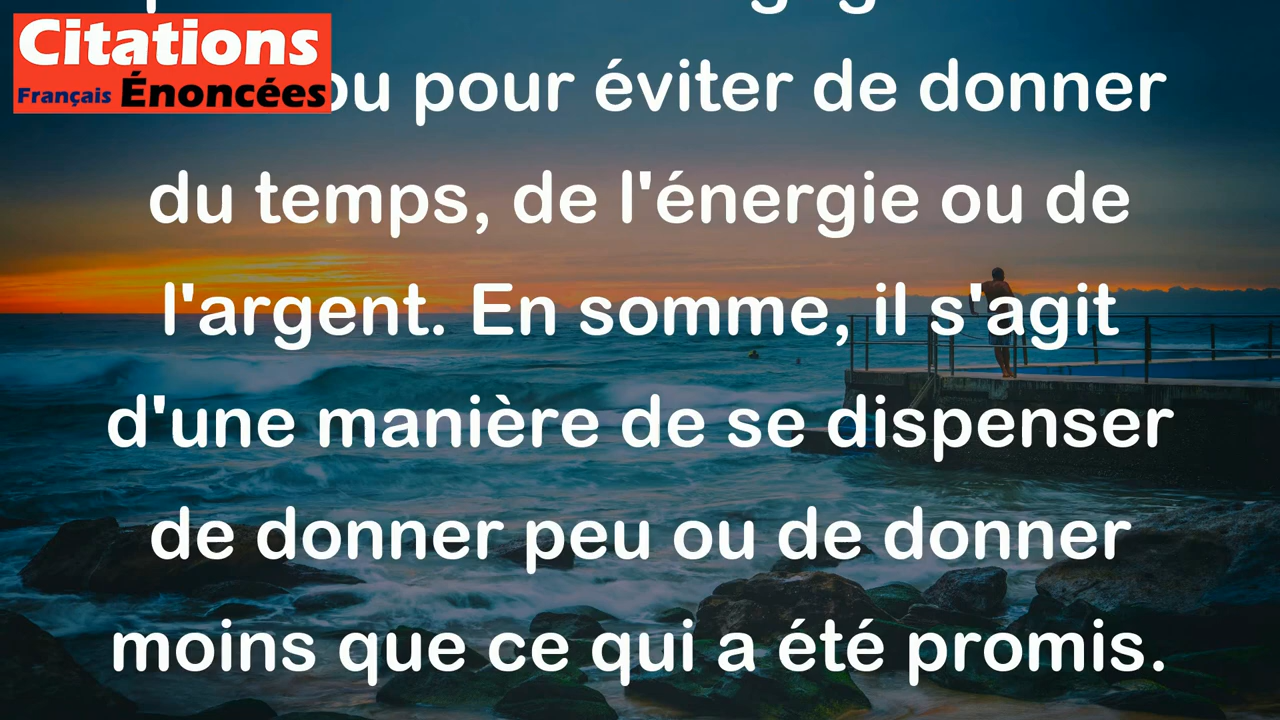 Citations
Français Énoncées
ou pour éviter de donner
du temps, de l'énergie ou de
l'argent. En somme, il s'agit
d'une manière de se dispenser
de donner peu ou de donner
moins que ce qui a été promis.